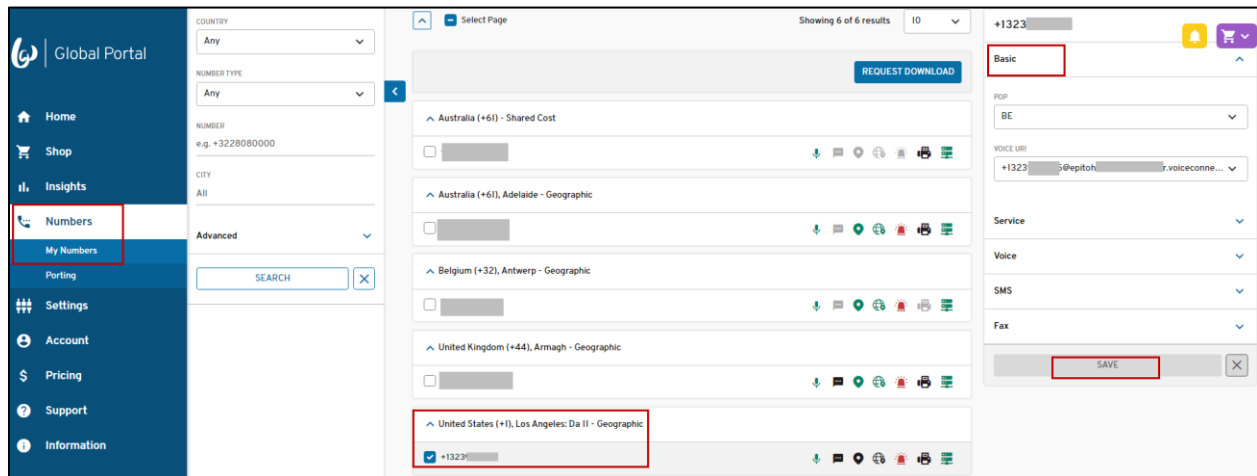 Global Portal
Home
Shop
Insights
Numbers
My Numbers
Porting
Settings
Account
Pricing
Support
Information
COUNTRY
Any
NUMBER TYPE
Any
NUMBER
e.g. +3228080000
CITY
All
Advanced
SEARCH
Select Page
Showing 6 of 6 results 10
REQUEST DOWNLOAD
Australia (+61) - Shared Cost
Australia (+61), Adelaide - Geographic
Belgium (+32), Antwerp - Geographic
United Kingdom (+44), Armagh - Geographic
United States (+1), Los Angeles: Da 11 - Geographic
+1323
+1323
Basic
POP
BE
VOICE URI
+1323 @epitoh r.voiceconne...
Service
Voice
SMS
Fax
SAVE